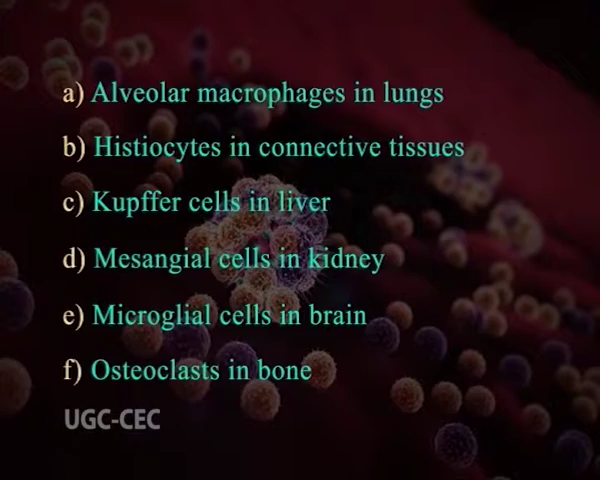 a) Alveolar macrophages in lungs
b) Histiocytes in connective tissues
c) Kupffer cells in liver
d) Mesangial cells in kidney
e) Microglial cells in brain
f) Osteoclasts in bone
UGC-CEC